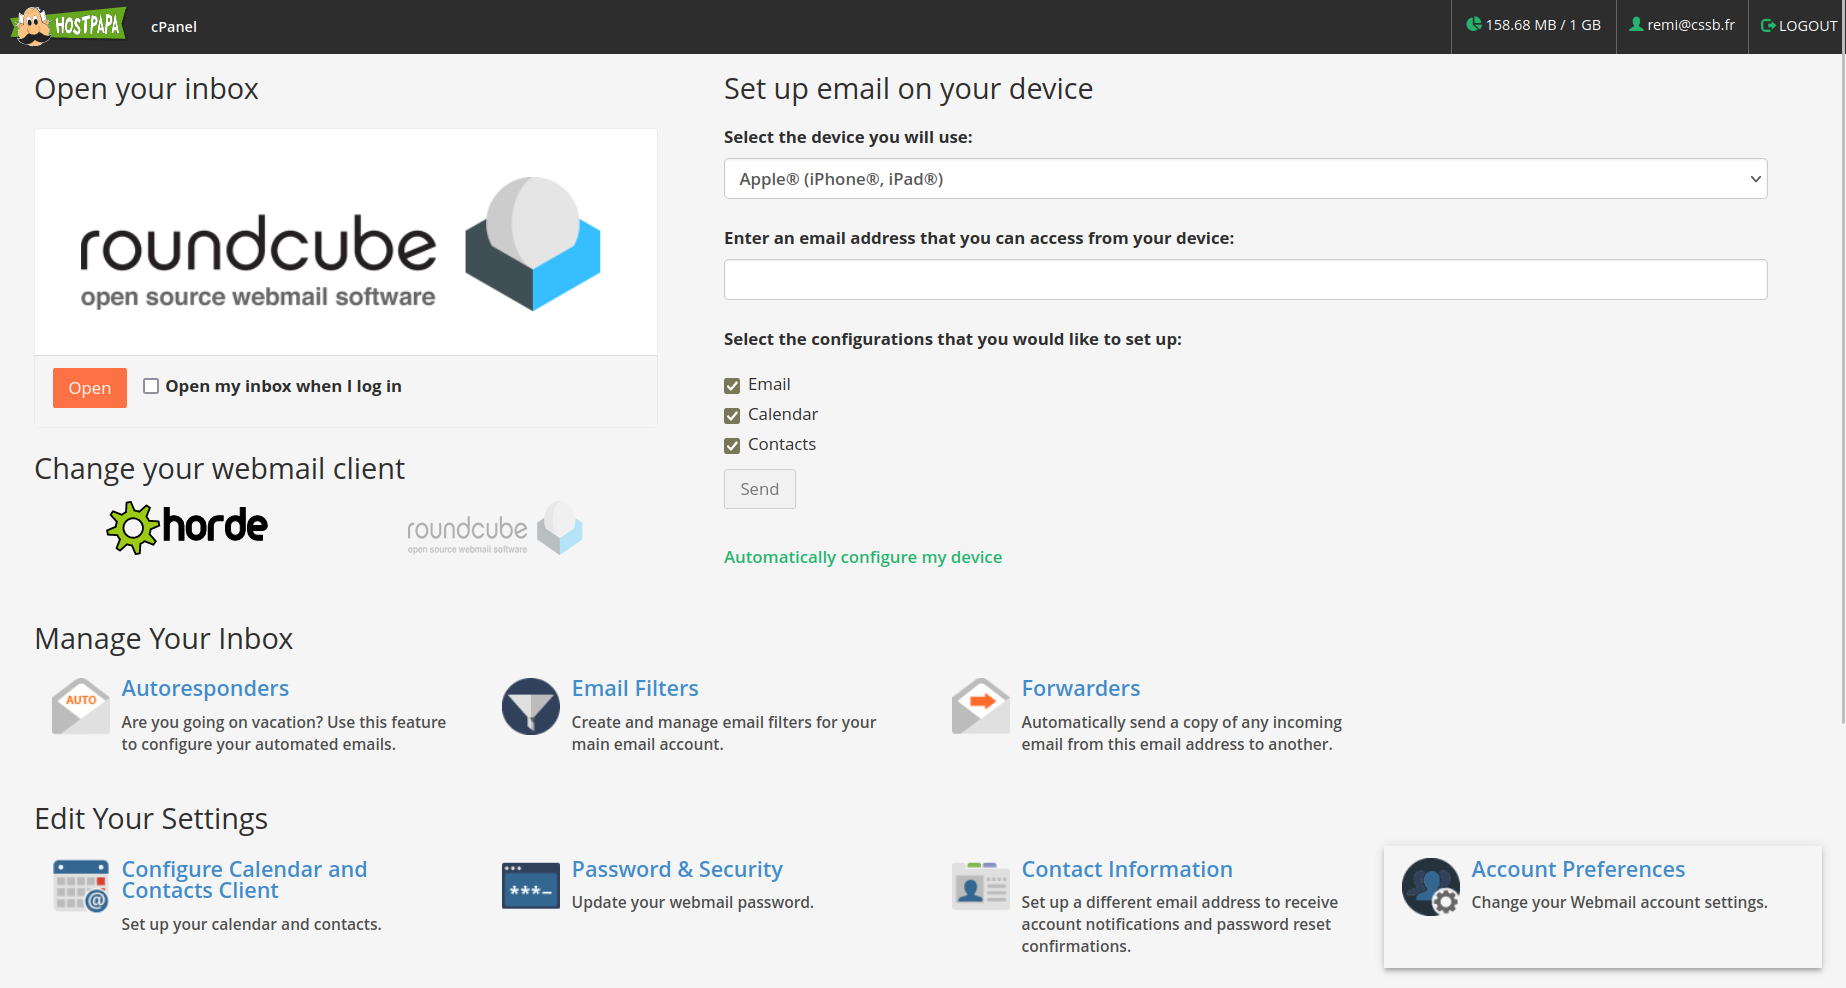 HOSTPAPA
cPanel
158.68 MB / 1 GB
remi@cssb.fr
LOGOUT
Open your inbox
roundcube
open source webmail software
Open
Open my inbox when I log in
Change your webmail client
horde
roundcube
open source webmail software
Set up email on your device
Select the device you will use:
Apple® (iPhone®, iPad®)
Enter an email address that you can access from your device:
Select the configurations that you would like to set up:
Email
Calendar
Contacts
Send
Automatically configure my device
Manage Your Inbox
AUTO
Autoresponders
Are you going on vacation? Use this feature
to configure your automated emails.
Email Filters
Create and manage email filters for your
main email account.
Forwarders
Automatically send a copy of any incoming
email from this email address to another.
Edit Your Settings
@
Configure Calendar and
Contacts Client
Set up your calendar and contacts.
***_
Password & Security
Update your webmail password.
Contact Information
Set up a different email address to receive
account notifications and password reset
confirmations.
Account Preferences
Change your Webmail account settings.